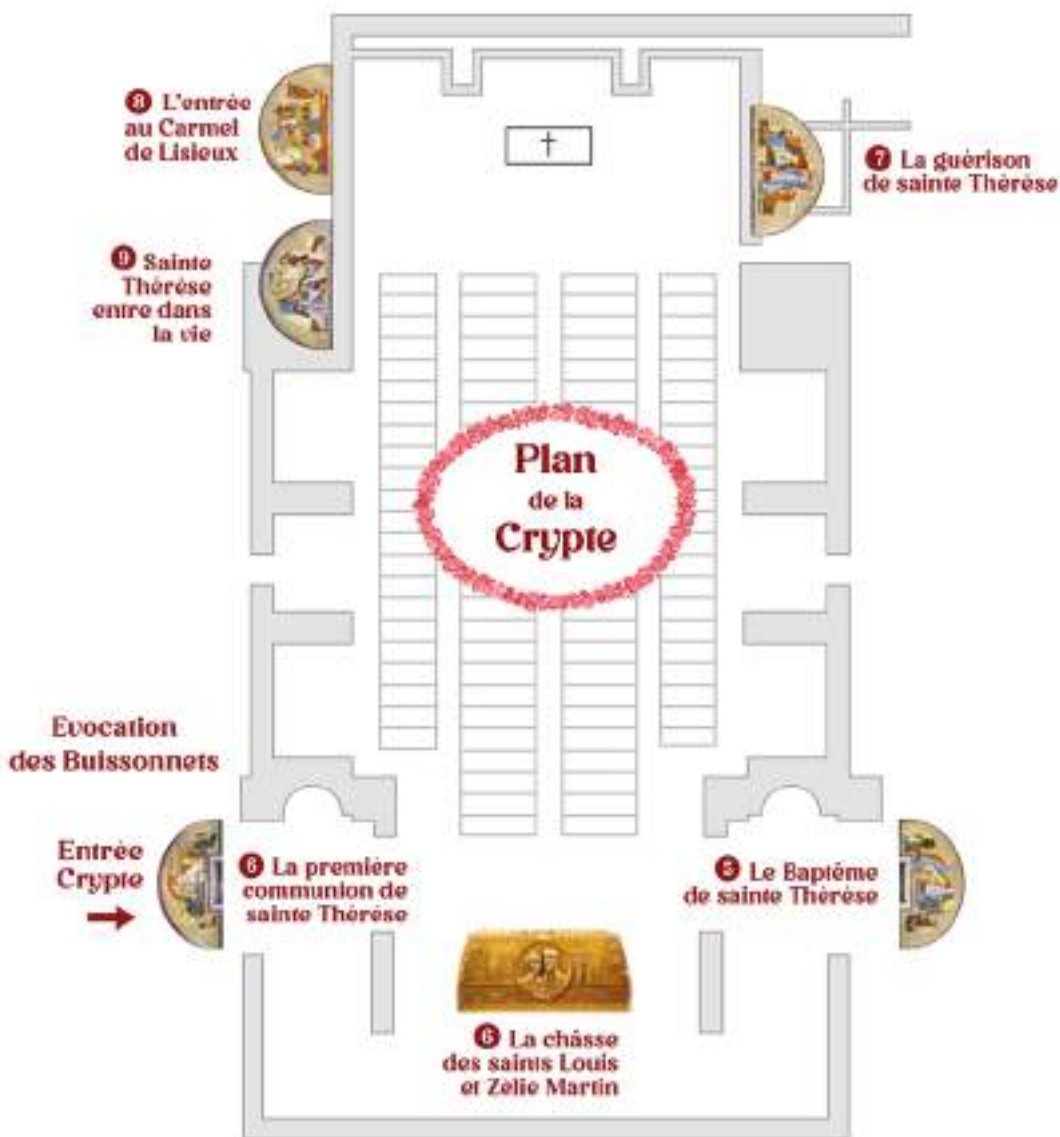 8 L'entrée
au Carmel
de Lisieux
7 La guérison
de sainte Thérèse
9 Sainte
Thérèse
entre dans
la vie
Plan
de la
Crypte
Evocation
des Buissonnets
Entrée
Crypte
6 La première
communion de
sainte Thérèse
5 Le Baptême
de sainte Thérèse
6 La châsse
des saints Louis
et Zélie Martin